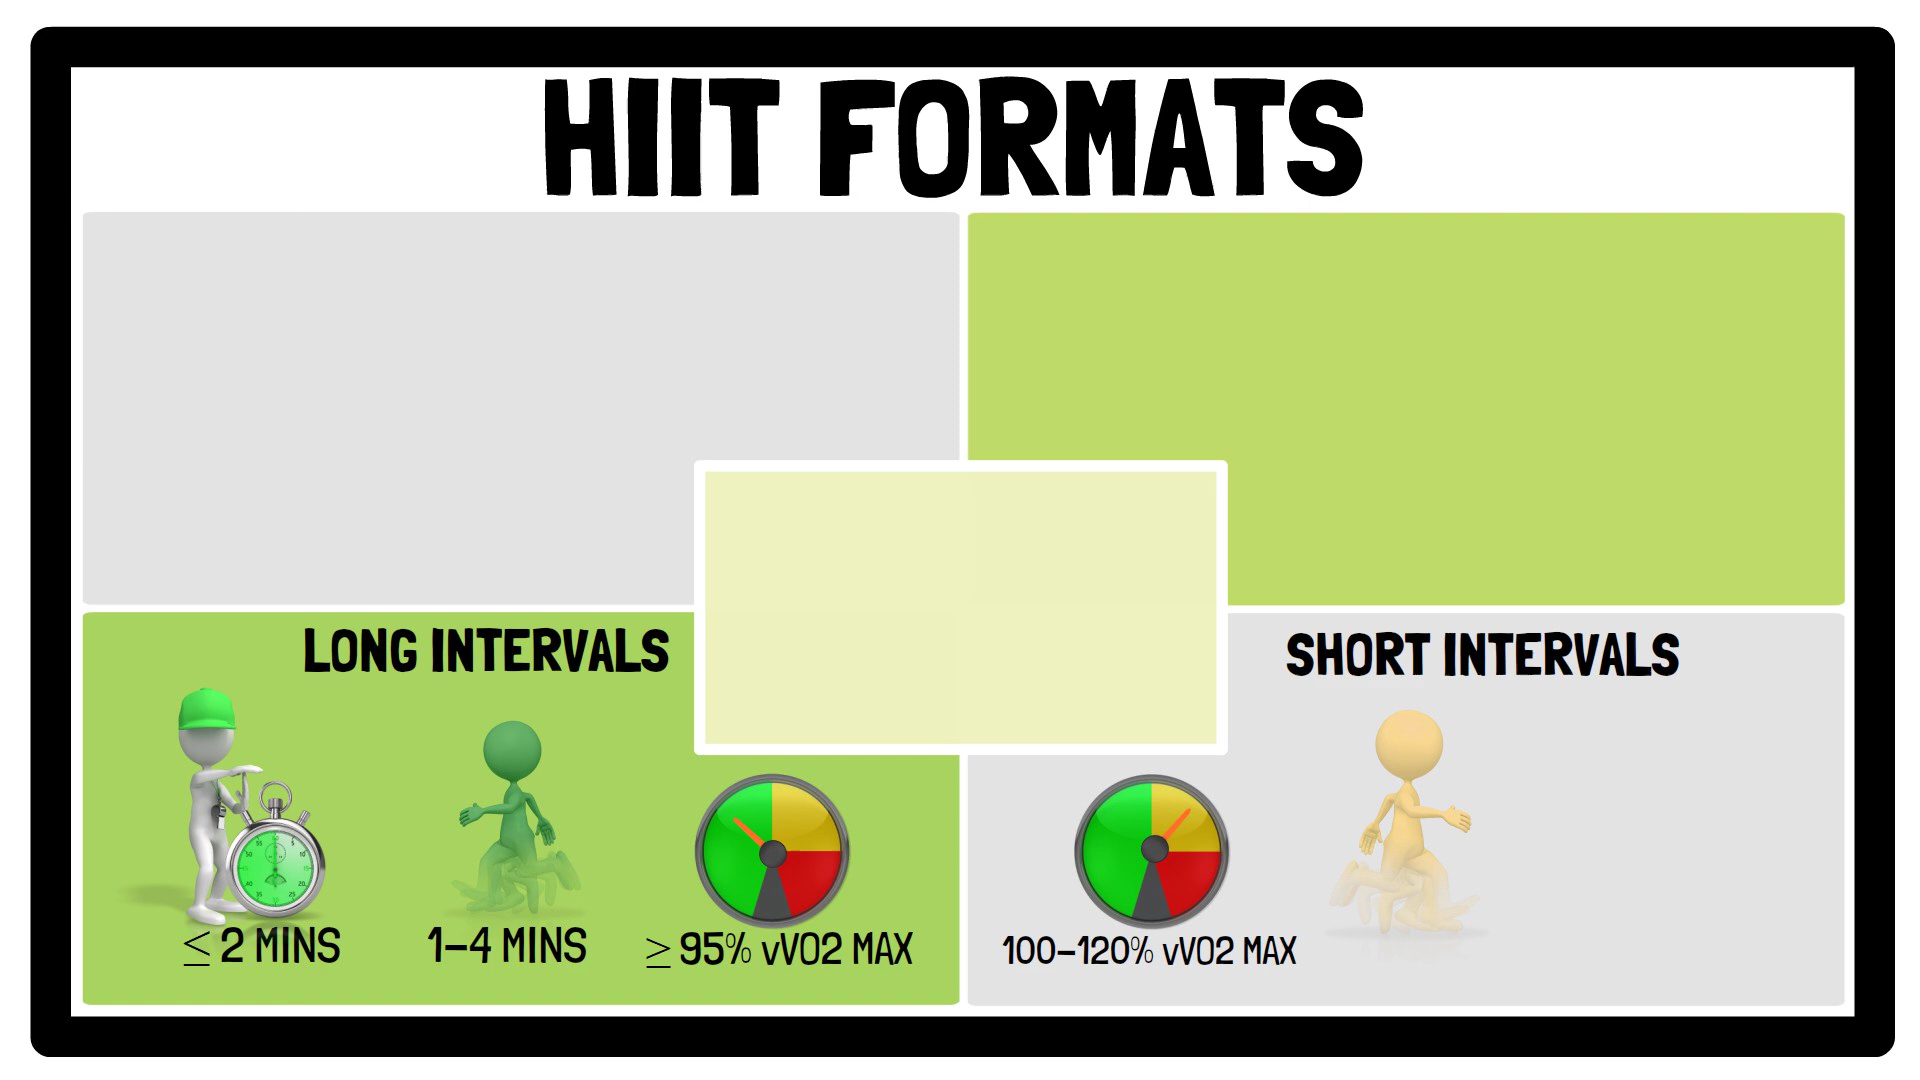 HIIT FORMATS
LONG INTERVALS
≤ 2 MINS
1-4 MINS
≥ 95% vVO2 MAX
SHORT INTERVALS
100-120% vVO2 MAX